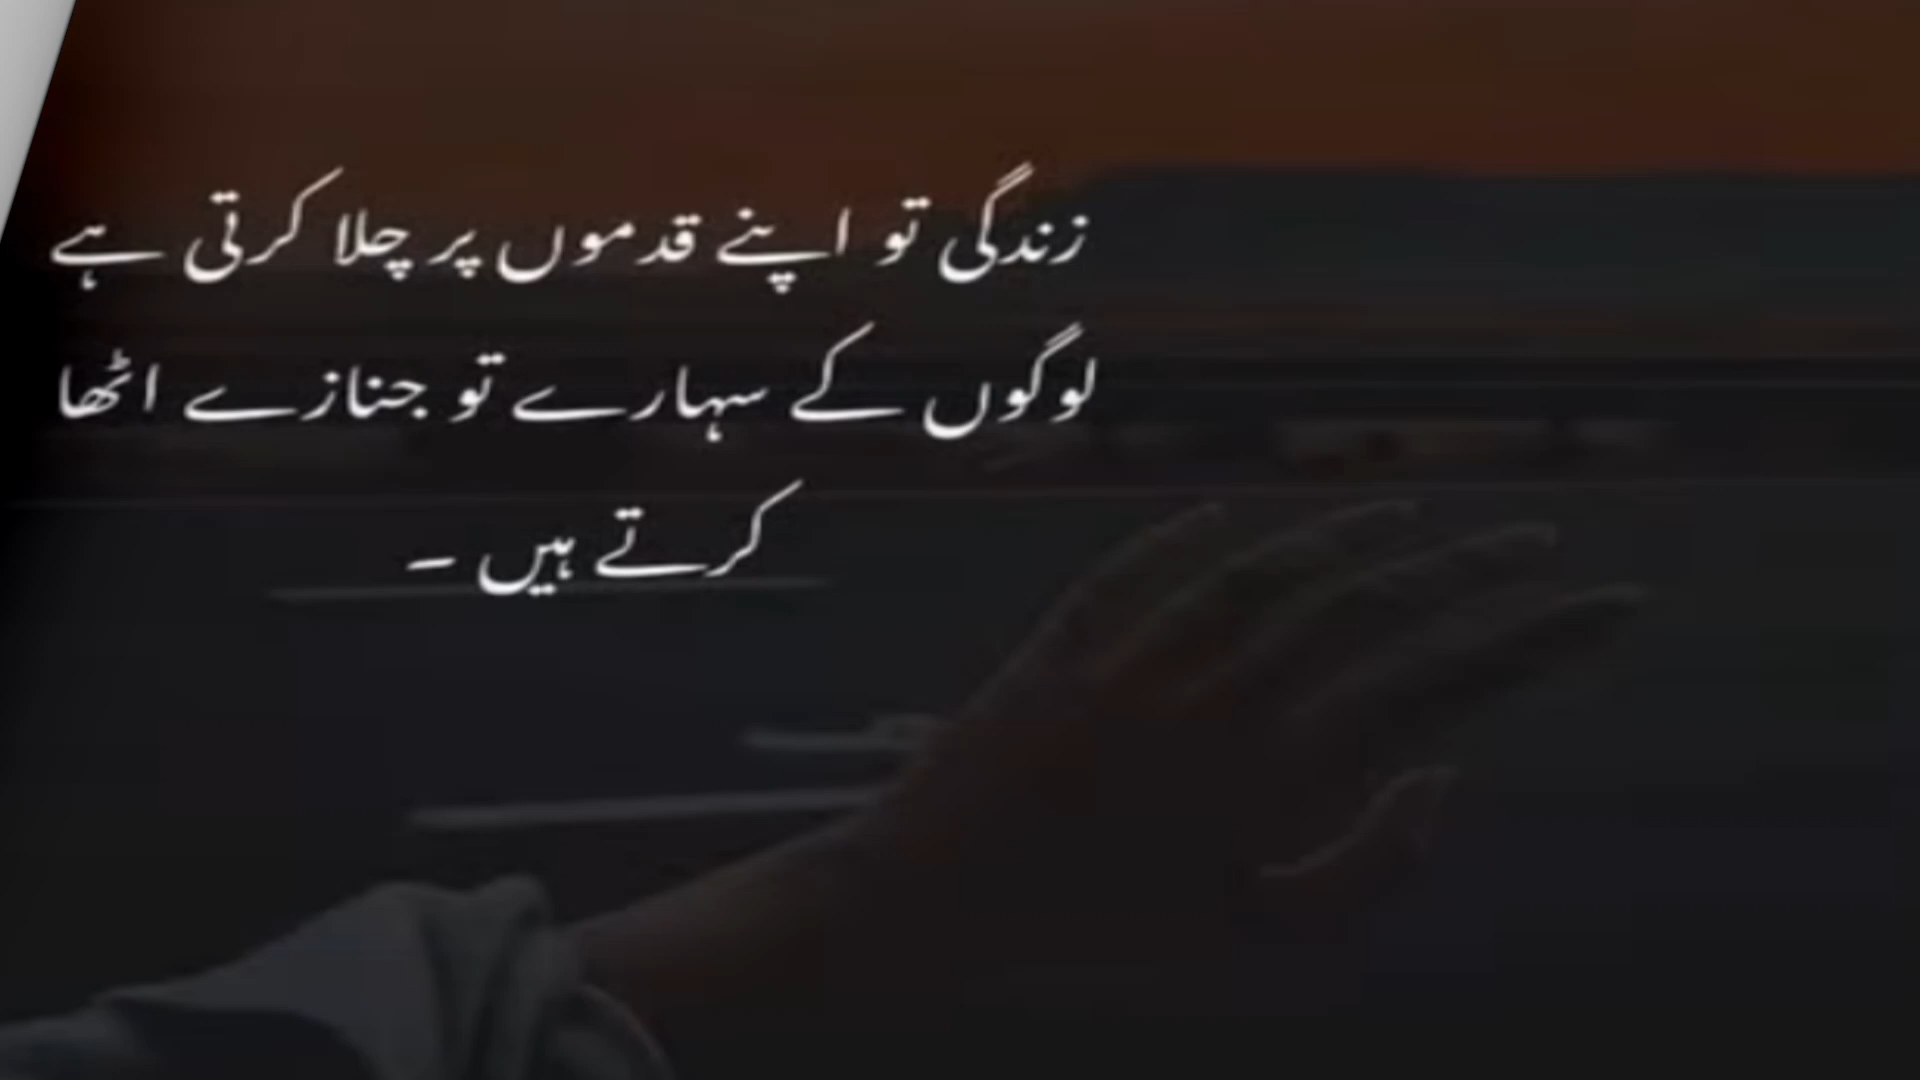 زندگی تو اپنے قدموں پر چلا کرتی ہے
لوگوں کے سہارے تو جنازے اٹھا
کرتے ہیں ۔